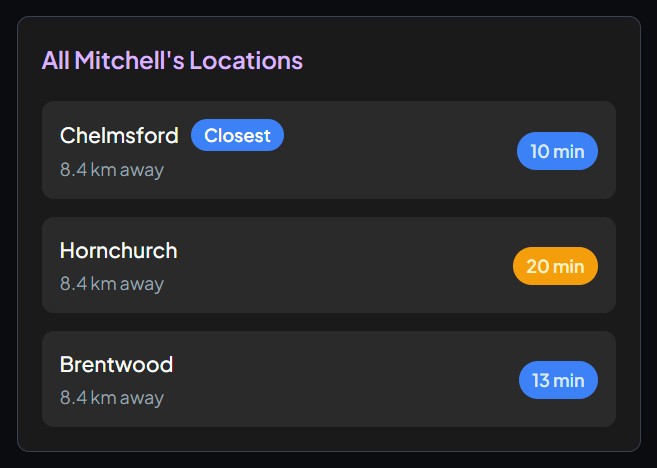 All Mitchell's Locations
Chelmsford Closest
10 min
8.4 km away
Hornchurch
20 min
8.4 km away
Brentwood
13 min
8.4 km away